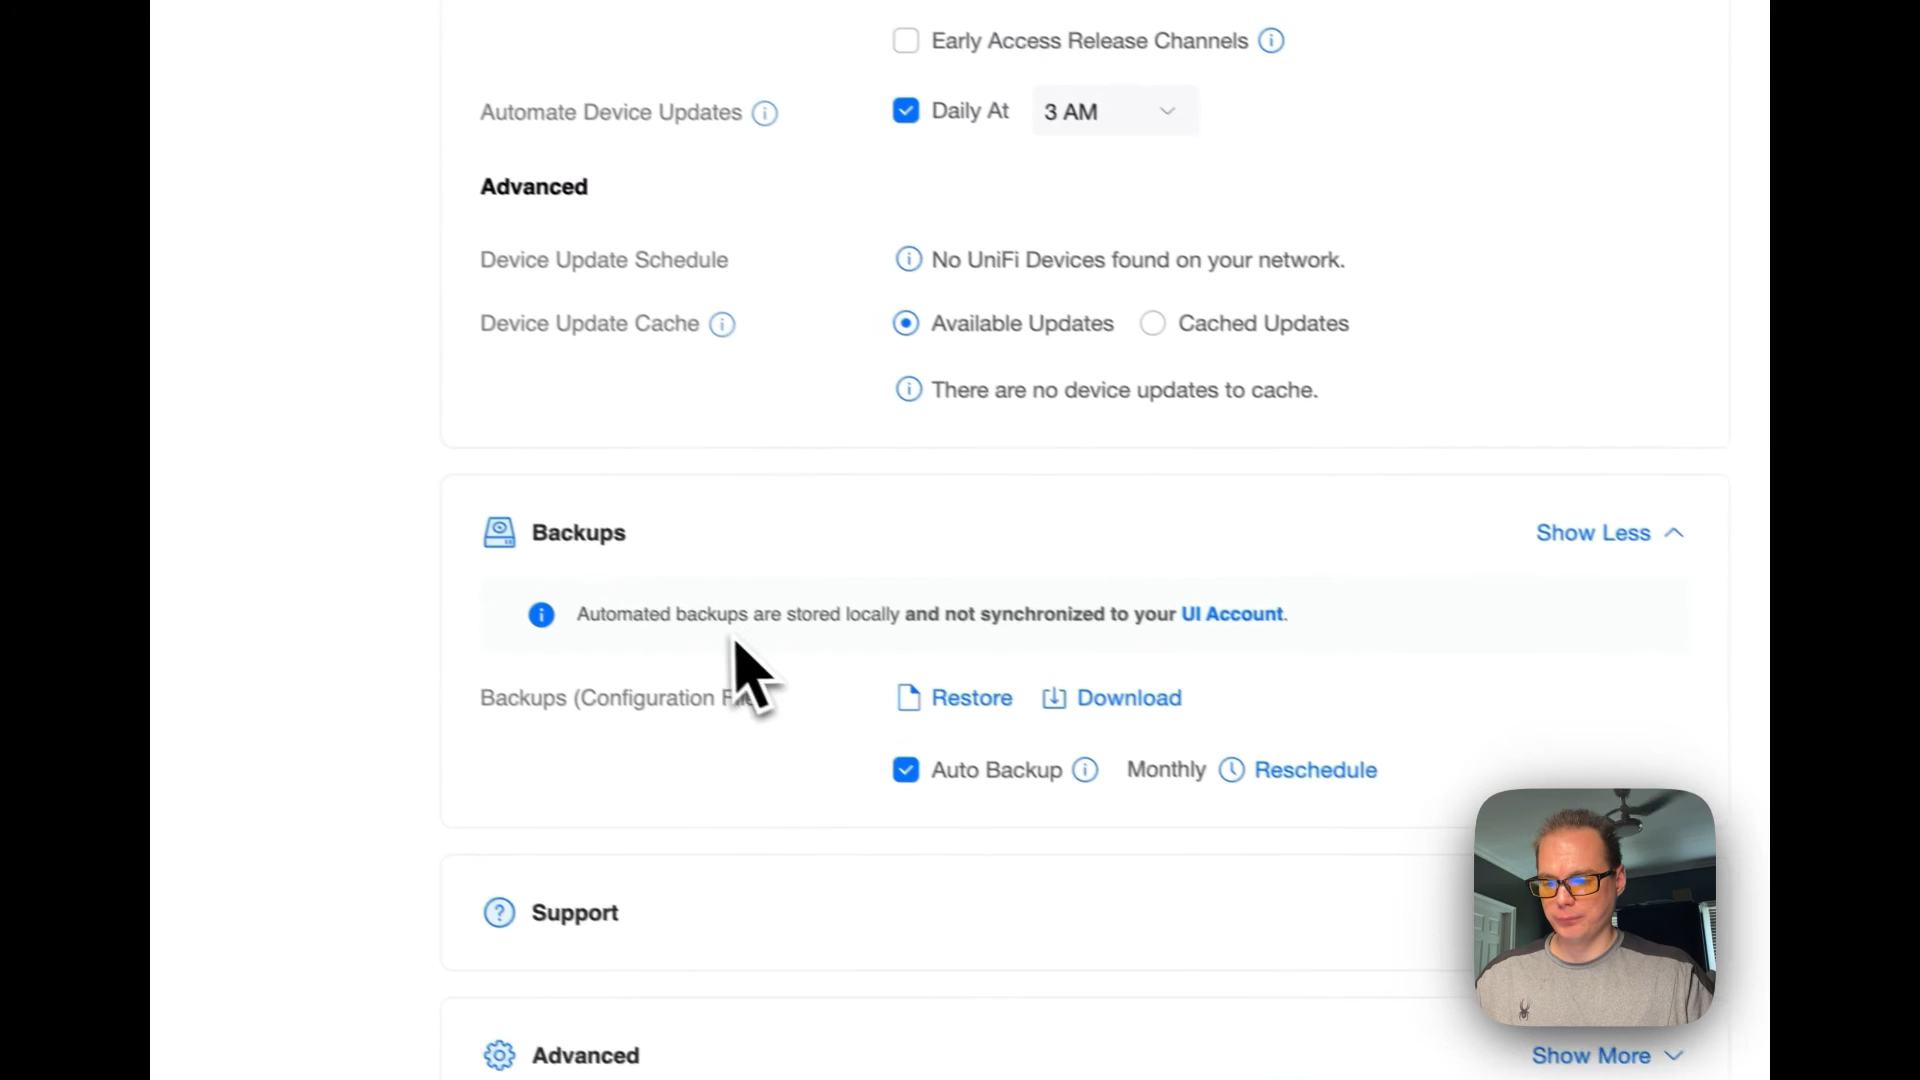 Early Access Release Channels
Automate Device Updates
Daily At
3 AM
Advanced
Device Update Schedule
No UniFi Devices found on your network.
Device Update Cache
Available Updates
Cached Updates
There are no device updates to cache.
Backups
Show Less
Automated backups are stored locally and not synchronized to your UI Account.
Backups (Configuration
Restore
Download
Auto Backup
Monthly
Reschedule
Support
Advanced
Show More